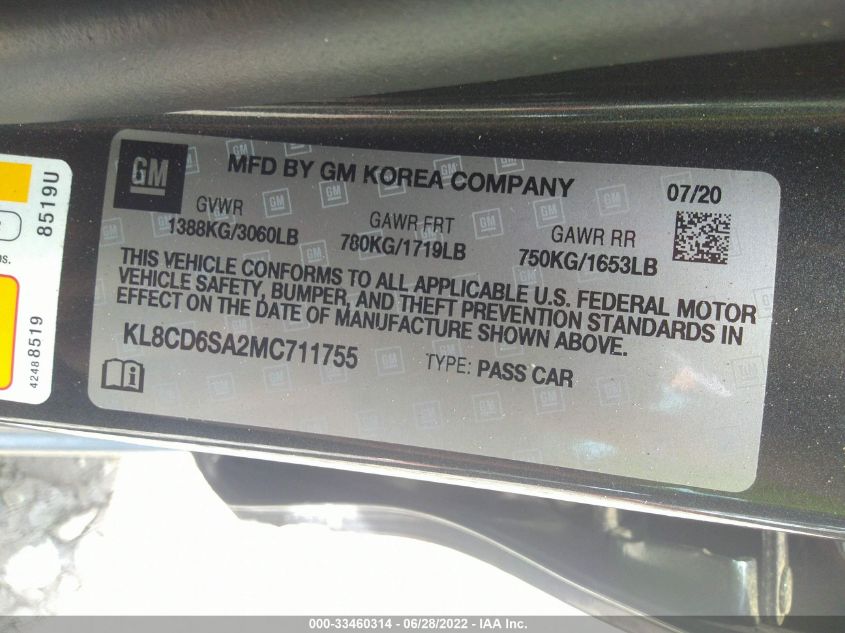 GM
MFD BY GM KOREA COMPANY
07/20
GVWR
1388KG/3060LB
GAWR FRT
780KG/1719LB
GAWR RR
750KG/1653LB
THIS VEHICLE CONFORMS TO ALL APPLICABLE U.S. FEDERAL MOTOR
VEHICLE SAFETY, BUMPER, AND THEFT PREVENTION STANDARDS IN
EFFECT ON THE DATE OF MANUFACTURE SHOWN ABOVE.
KL8CD6SA2MC711755
TYPE: PASS CAR
8519U
42488519
000-33460314 - 06/28/2022 - IAA Inc.